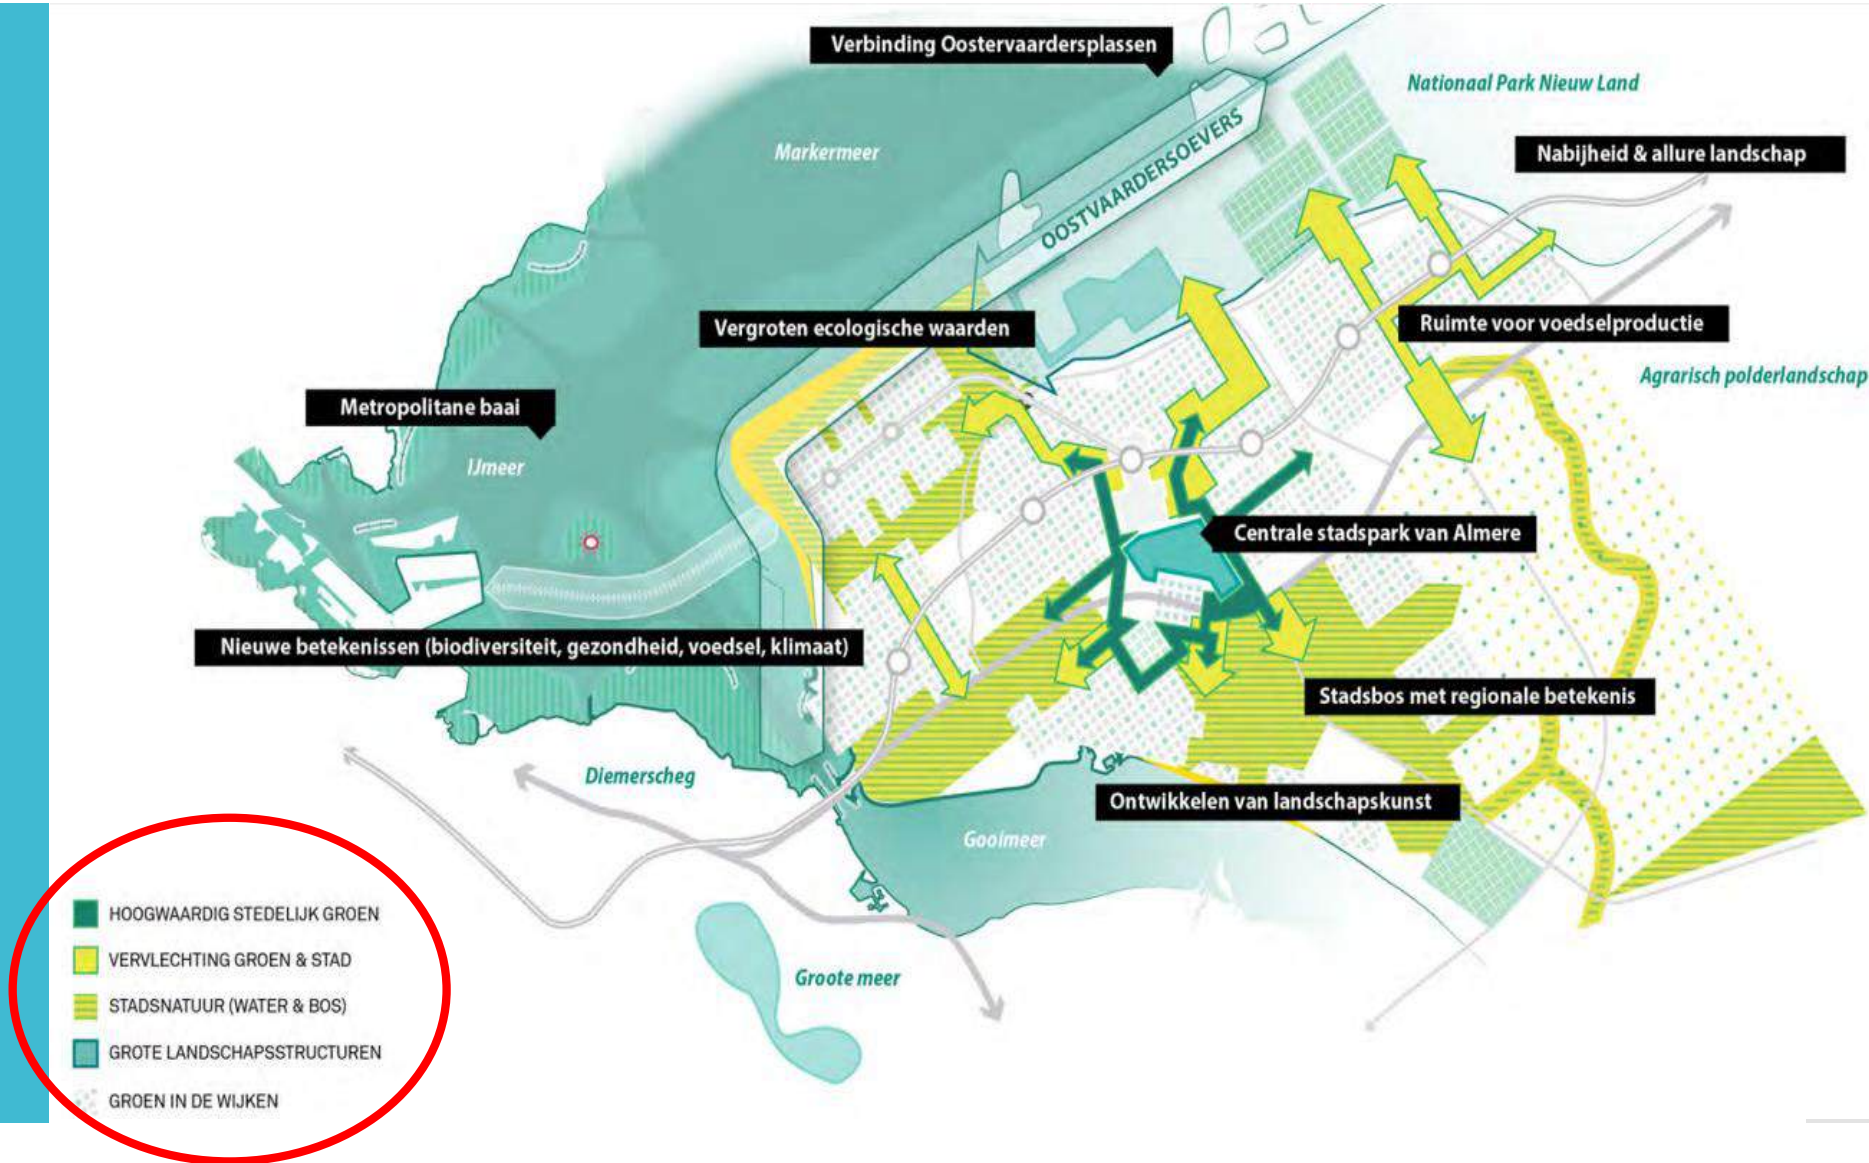 Verbinding Oostervaardersplassen
Nationaal Park Nieuw Land
Markermeer
Nabijheid & allure landschap
OOSTVAARDERSOEVERS
Vergroten ecologische waarden
Ruimte voor voedselproductie
Agrarisch polderlandschap
Metropolitane baai
IJmeer
Centrale stadspark van Almere
Nieuwe betekenissen (biodiversiteit, gezondheid, voedsel, klimaat)
Stadsbos met regionale betekenis
Diemerscheg
Ontwikkelen van landschapskunst
Gooimeer
Groote meer
HOOGWAARDIG STEDELIJK GROEN
VERVLECHTING GROEN & STAD
STADSNATUUR (WATER & BOS)
GROTE LANDSCHAPSSTRUCTUREN
GROEN IN DE WIJKEN